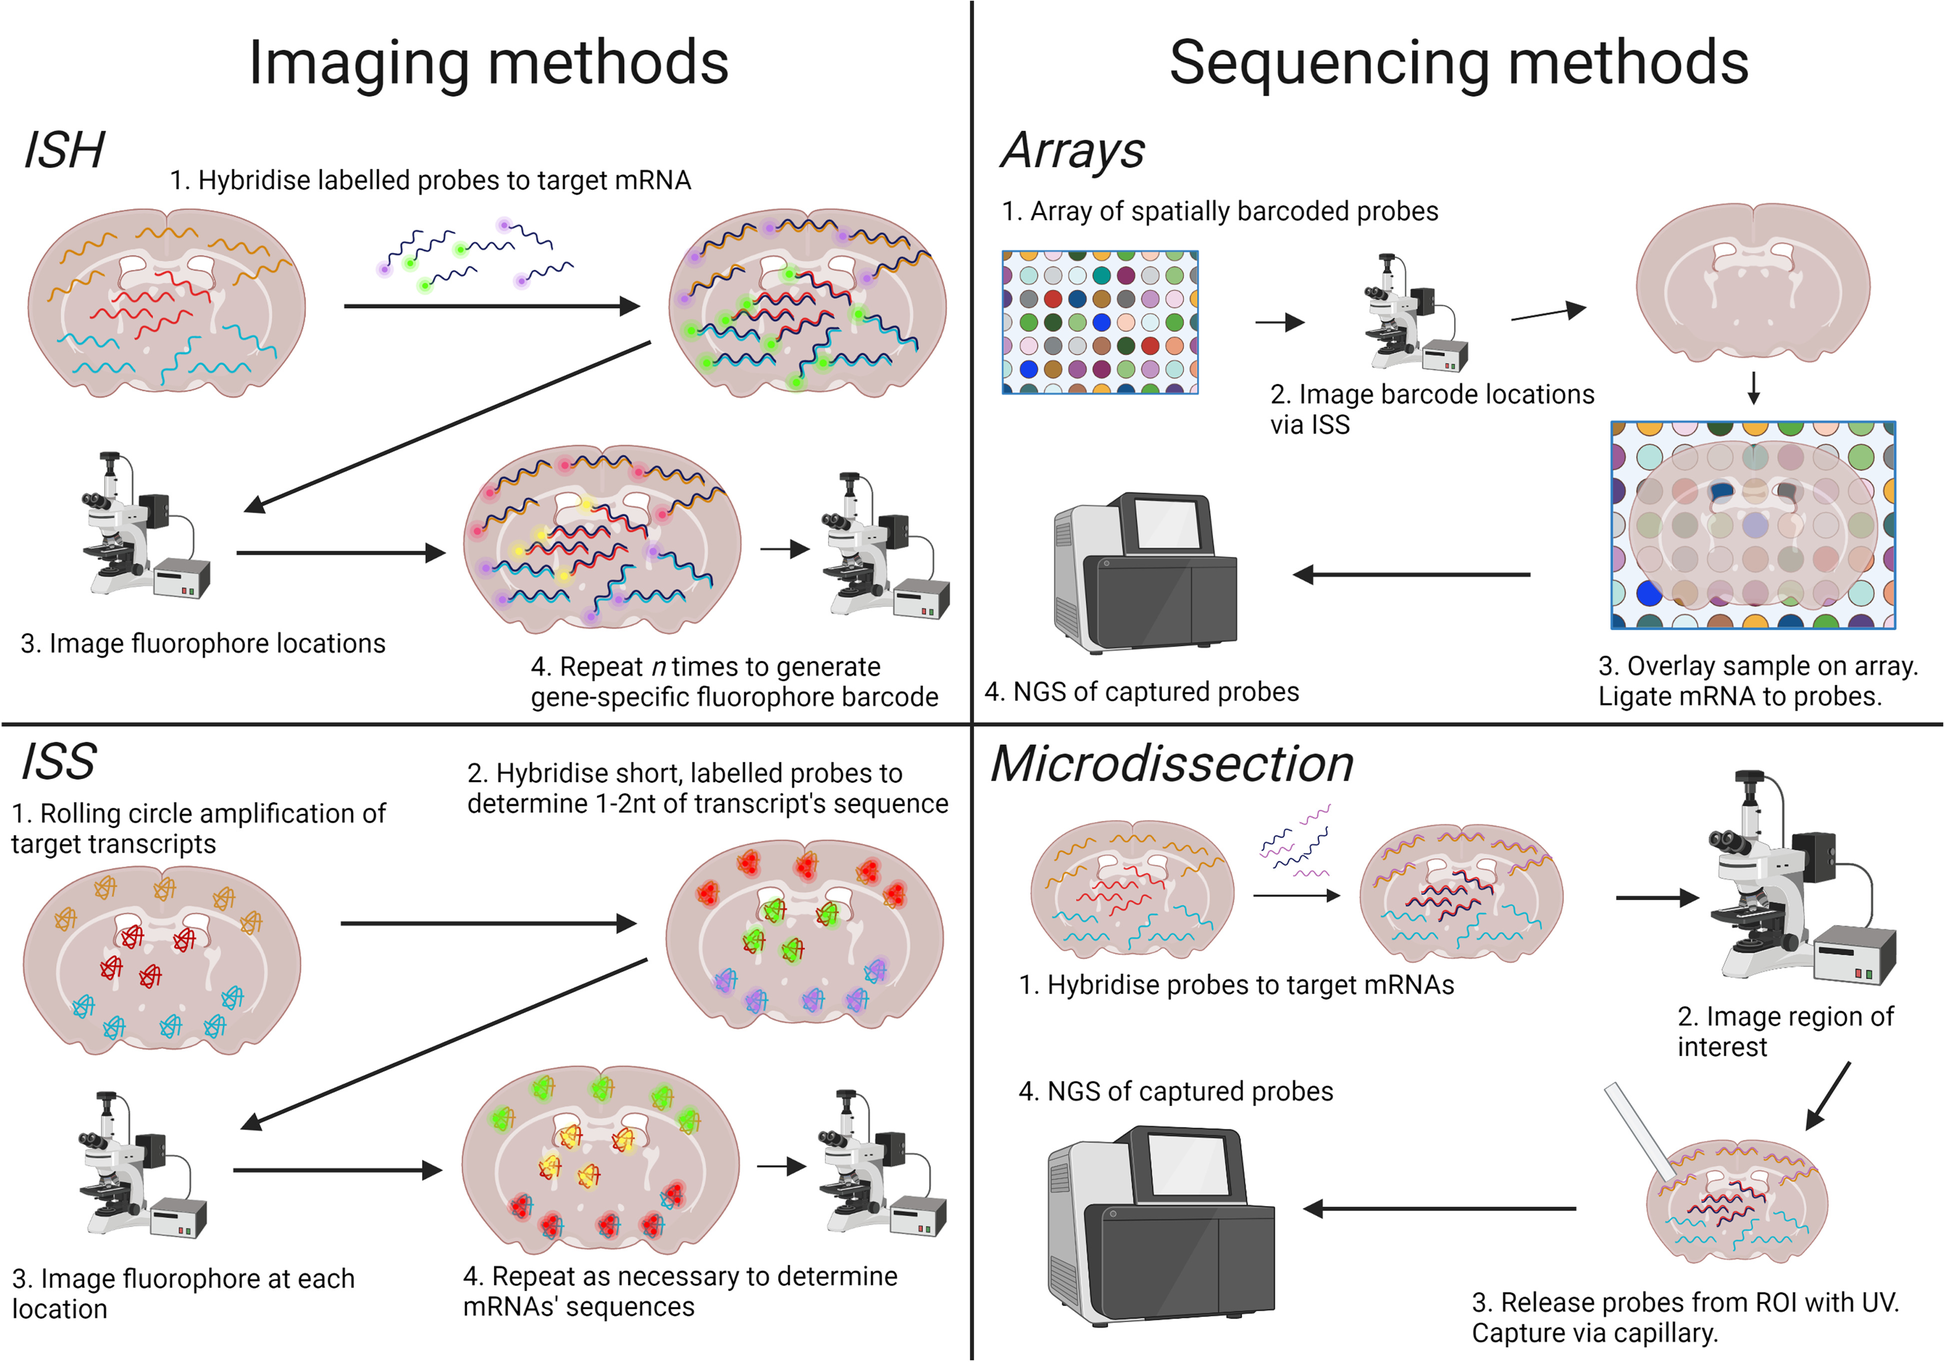 Imaging methods
Sequencing methods
ISH
1. Hybridise labelled probes to target mRNA
3. Image fluorophore locations
4. Repeat n times to generate
gene-specific fluorophore barcode
Arrays
1. Array of spatially barcoded probes
2. Image barcode locations
via ISS
3. Overlay sample on array.
Ligate mRNA to probes.
4. NGS of captured probes
ISS
1. Rolling circle amplification of
target transcripts
2. Hybridise short, labelled probes to
determine 1-2nt of transcript's sequence
3. Image fluorophore at each
location
4. Repeat as necessary to determine
mRNAs' sequences
Microdissection
1. Hybridise probes to target mRNAs
2. Image region of
interest
3. Release probes from ROI with UV.
Capture via capillary.
4. NGS of captured probes